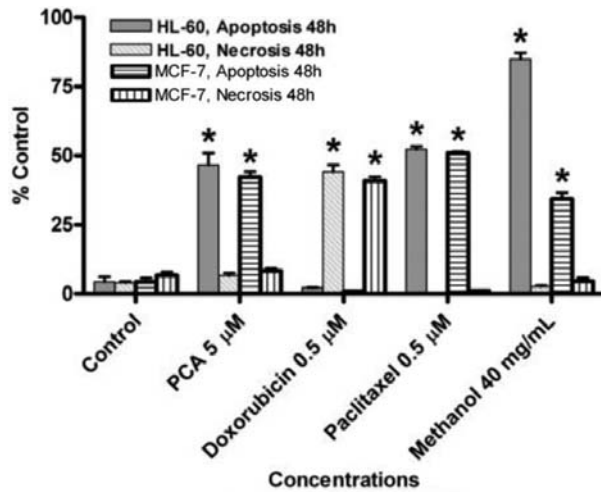 100
75
50
25
0
% Control
HL-60, Apoptosis 48h
HL-60, Necrosis 48h
MCF-7, Apoptosis 48h
MCF-7, Necrosis 48h
* * * * * * * *
Control
PCA 5 µM
Doxorubicin 0.5 µM
Paclitaxel 0.5 µM
Methanol 40 mg/mL
Concentrations